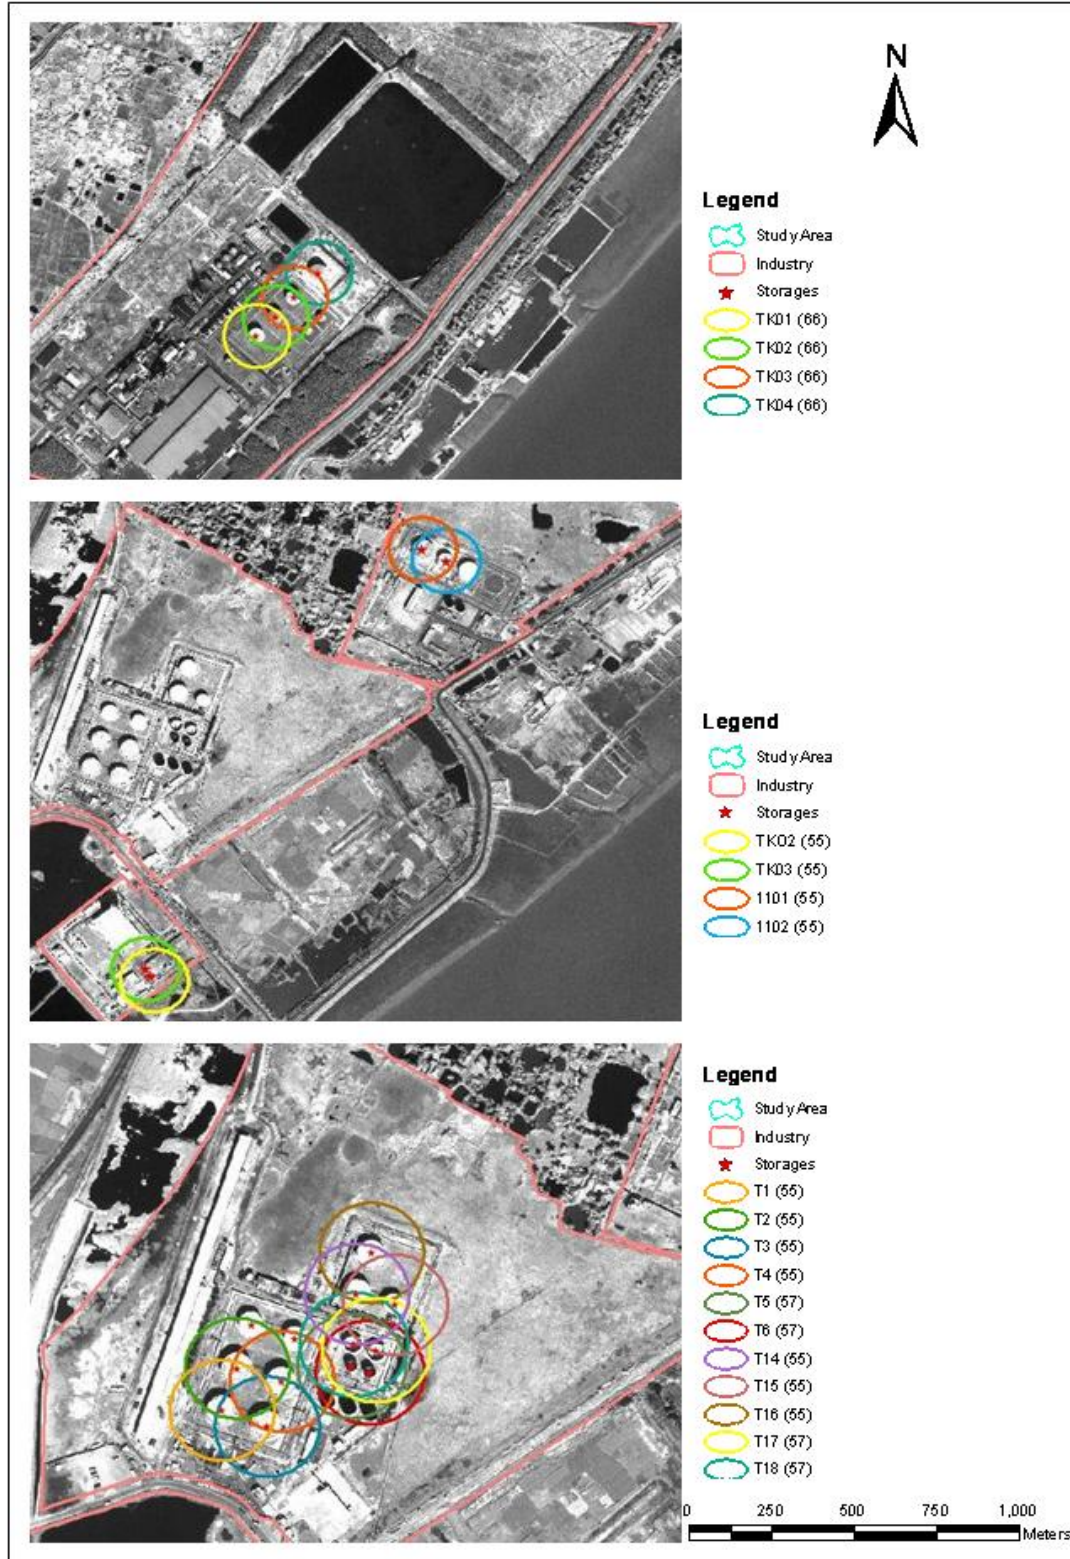 N
Legend
Study Area
Industry
Storages
TK01 (66)
TK02 (66)
TK03 (66)
TK04 (66)
Legend
Study Area
Industry
Storages
TKO2 (55)
TK03 (55)
1101 (55)
1102 (55)
Legend
Study Area
Industry
Storages
T1 (55)
T2 (55)
T3 (55)
T4 (55)
T5 (57)
T6 (57)
T14 (55)
T15 (55)
T16 (55)
T17 (57)
T18 (57)
0 250 500 750 1,000
Meters